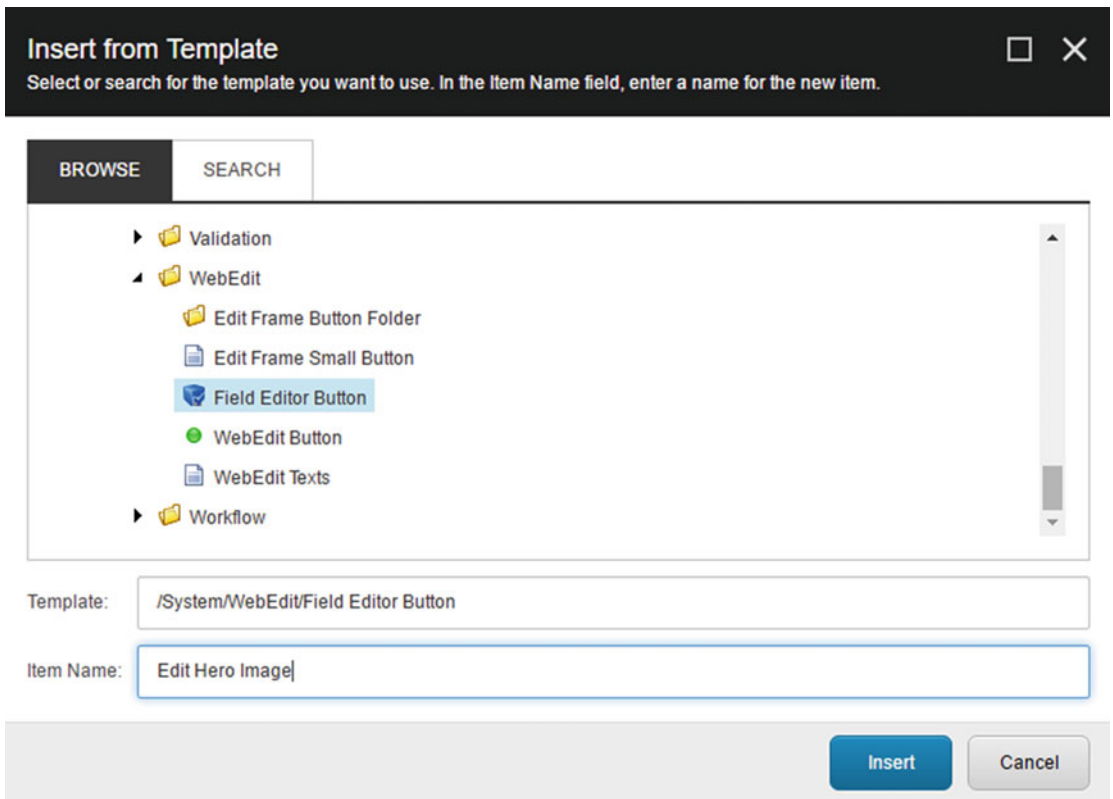 Insert from Template
Select or search for the template you want to use. In the Item Name field, enter a name for the new item.
BROWSE SEARCH
Validation
WebEdit
Edit Frame Button Folder
Edit Frame Small Button
Field Editor Button
WebEdit Button
WebEdit Texts
Workflow
Template: /System/WebEdit/Field Editor Button
Item Name: Edit Hero Image
Insert Cancel